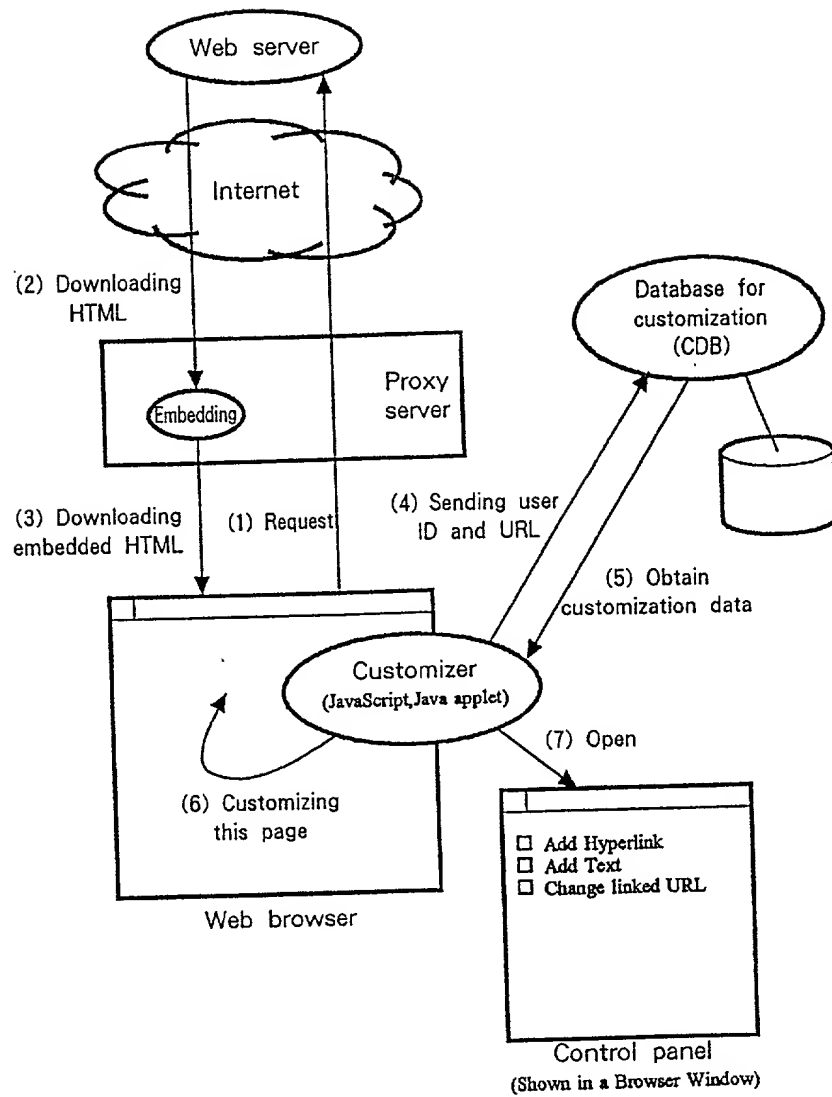 Web server
Internet
(2) Downloading
HTML
Database for
customization
(CDB)
Proxy
server
Embedding
(3) Downloading
embedded HTML
(1) Request
(4) Sending user
ID and URL
(5) Obtain
customization data
Customizer
(JavaScript,Java applet)
(7) Open
(6) Customizing
this page
Add Hyperlink
Add Text
Change linked URL
Web browser
Control panel
(Shown in a Browser Window)